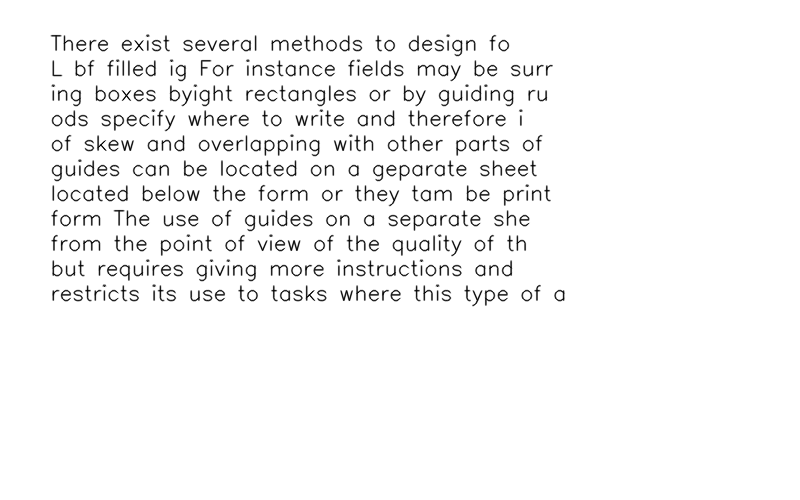 There exist several methods to design fo
L bf filled ig For instance fields may be surr
ing boxes byight rectangles or by guiding ru
ods specify where to write and therefore i
of skew and overlapping with other parts of
guides can be located on a geparate sheet
located below the form or they tam be print
form The use of guides on a separate she
from the point of view of the quality of th
but requires giving more instructions and
restricts its use to tasks where this type of a